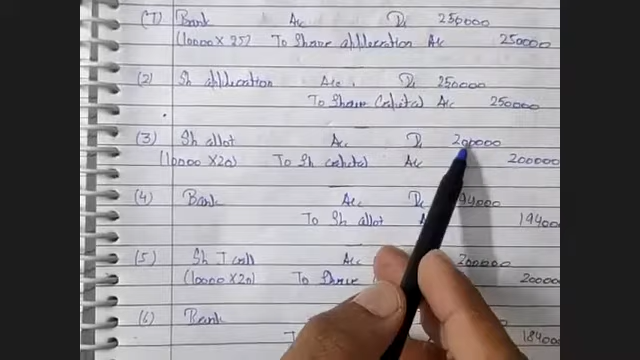 (1) Bank A/c Dr 250000
(10000 × 25) To Share application A/c 250000
(2) Sh application A/c Dr 250000
To Share Capital A/c 250000
(3) Sh allot A/c Dr 200000
(10000 × 20) To Sh capital A/c 200000
(4) Bank A/c Dr 194000
To Sh allot 194000
(5) Sh I call A/c 200000
(10000 × 20) To Share 200000
(6) Bank
184000